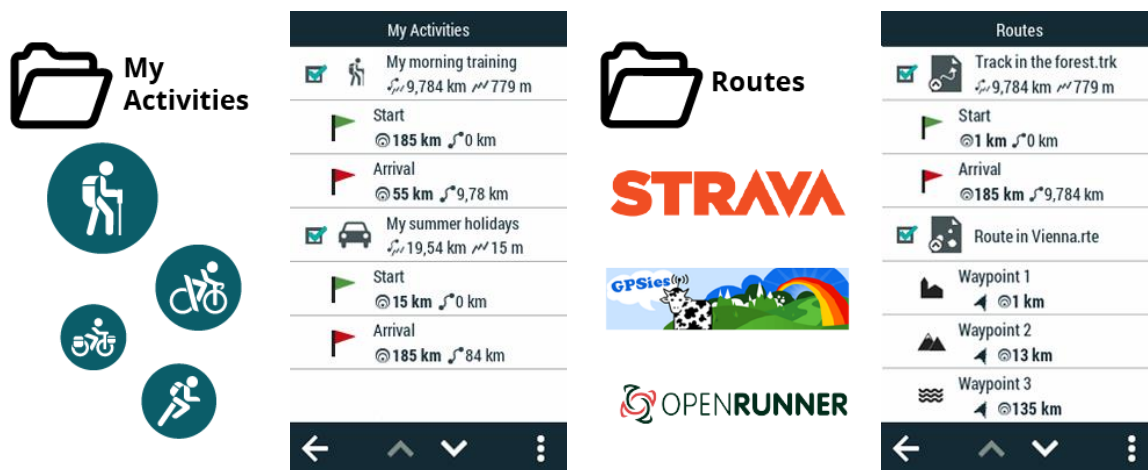 My
Activities
My Activities
My morning training
9,784 km 779 m
Start
185 km 0 km
Arrival
55 km 9,78 km
My summer holidays
19,54 km 15 m
Start
15 km 0 km
Arrival
185 km 84 km
Routes
STRAVA
GPSies
OPENRUNNER
Routes
Track in the forest.trk
9,784 km 779 m
Start
1 km 0 km
Arrival
185 km 9,784 km
Route in Vienna.rte
Waypoint 1
1 km
Waypoint 2
13 km
Waypoint 3
135 km